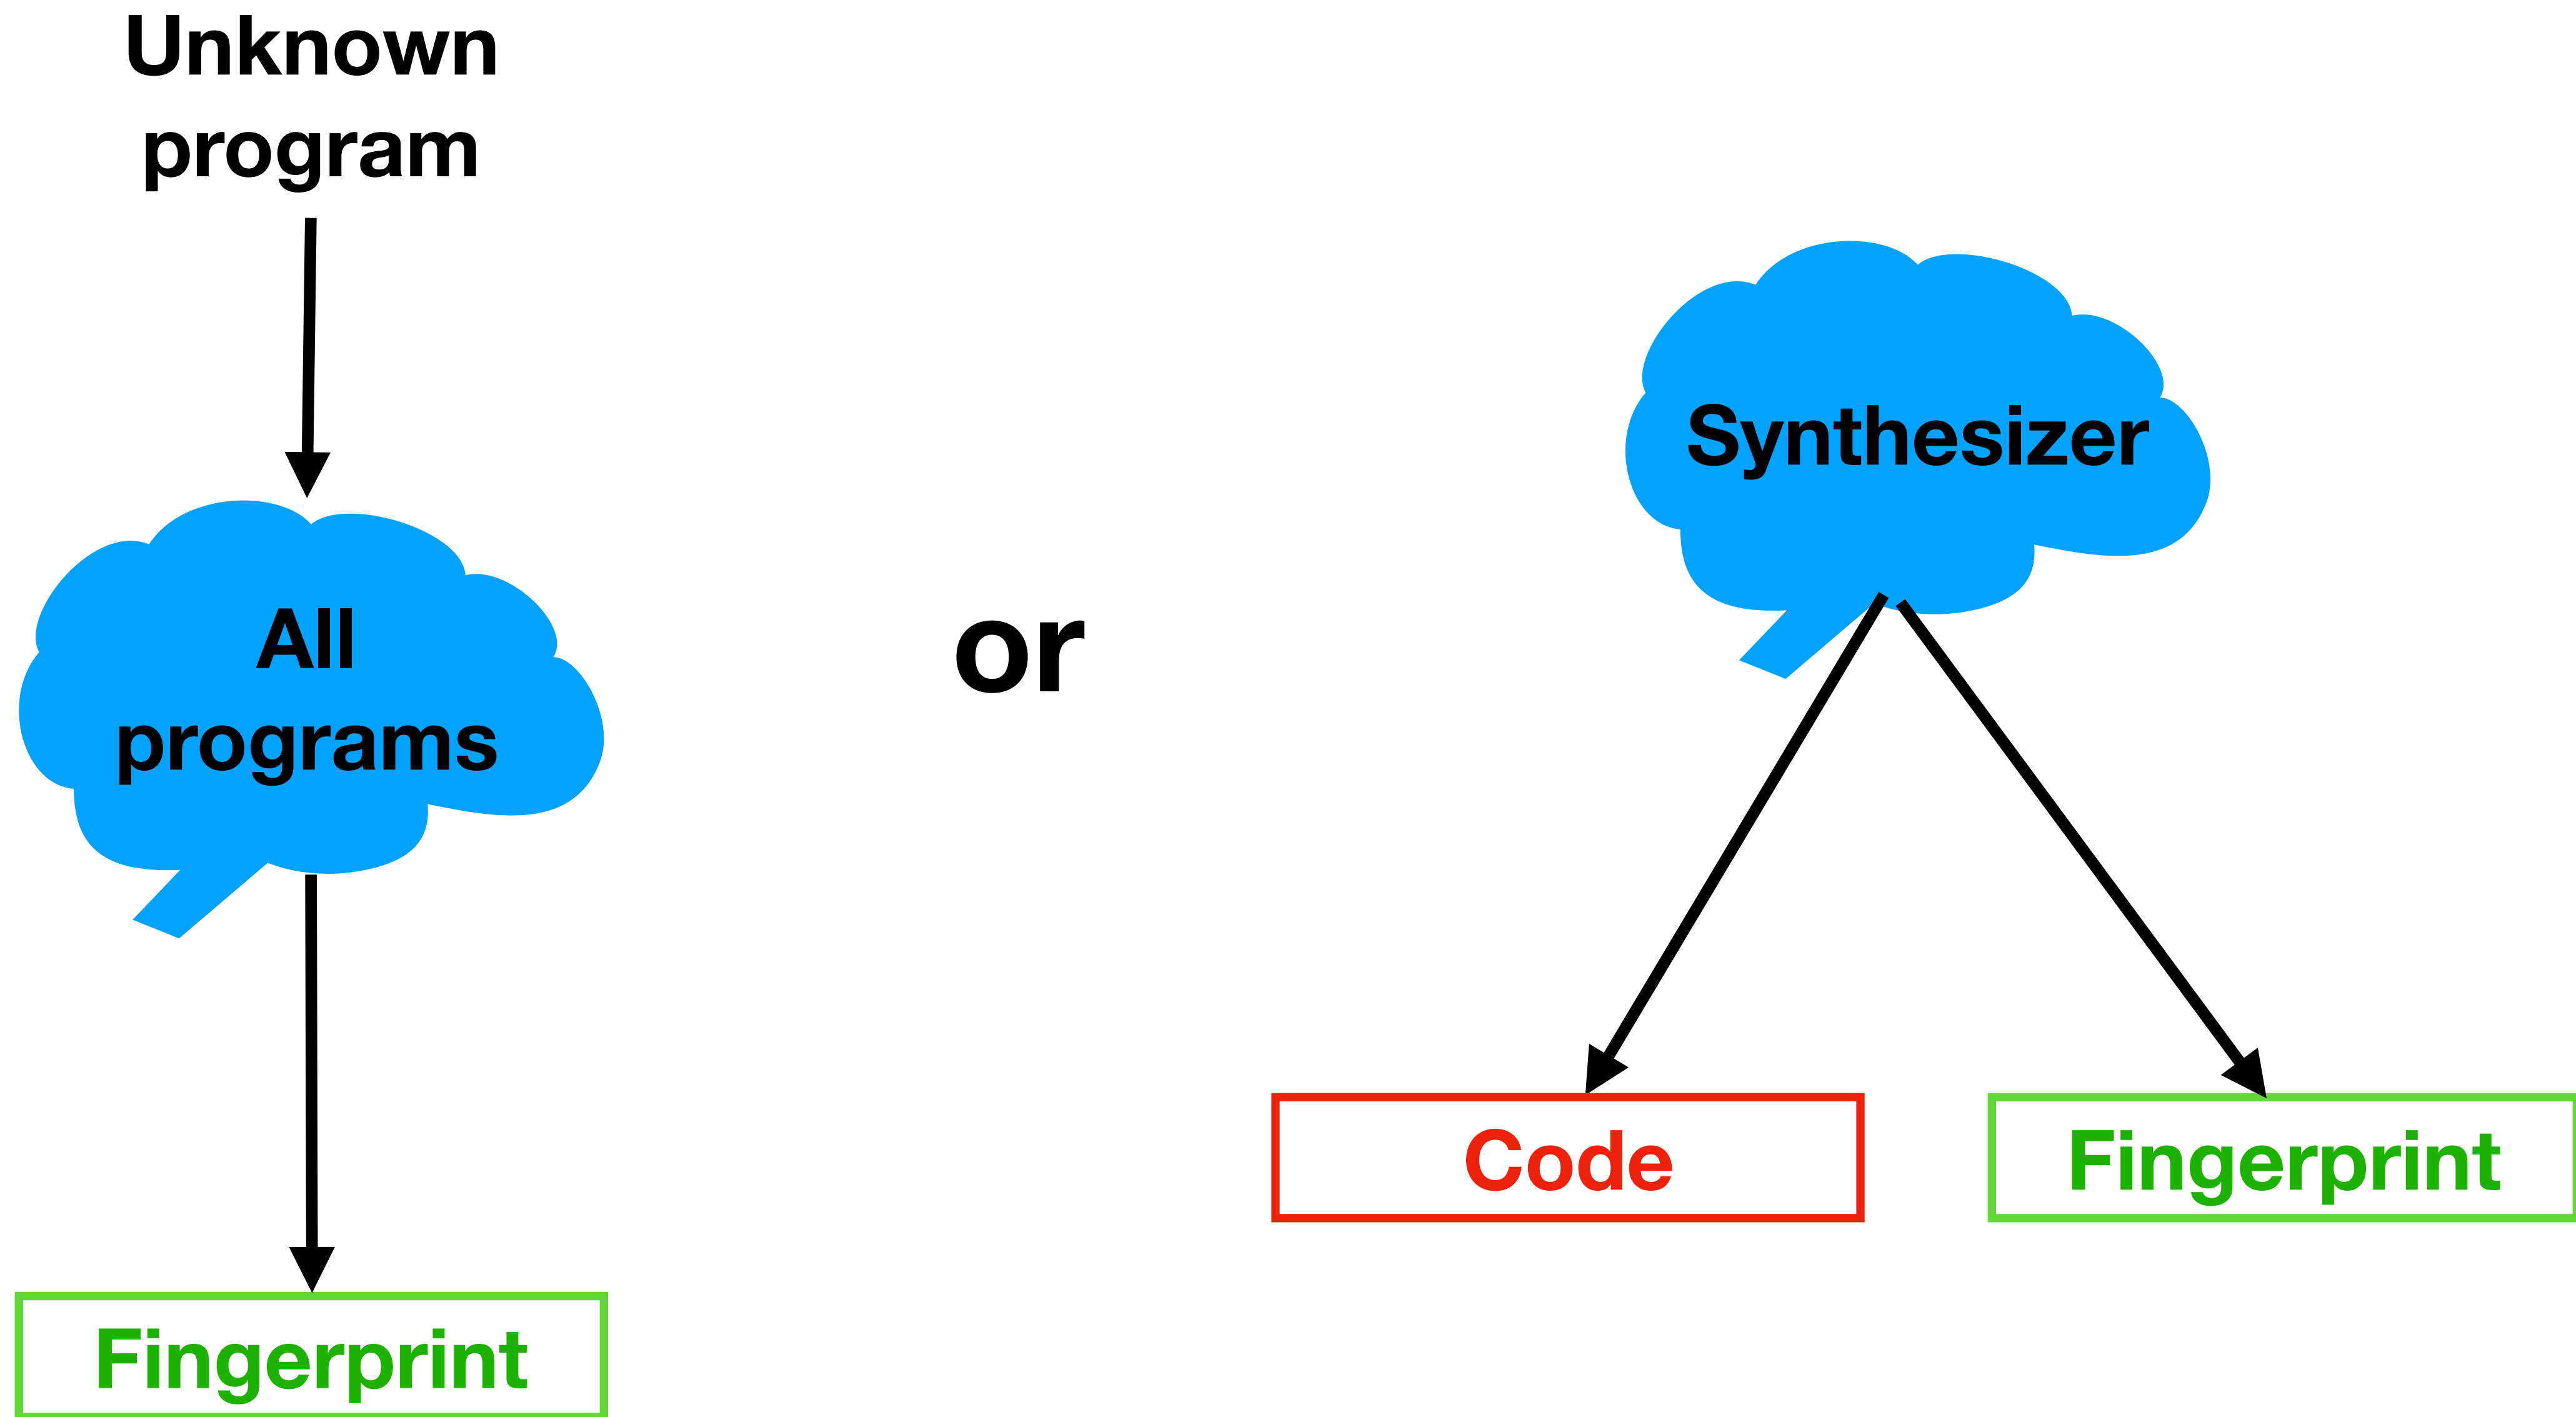 Unknown
program
All
programs
Fingerprint
or
Synthesizer
Code
Fingerprint